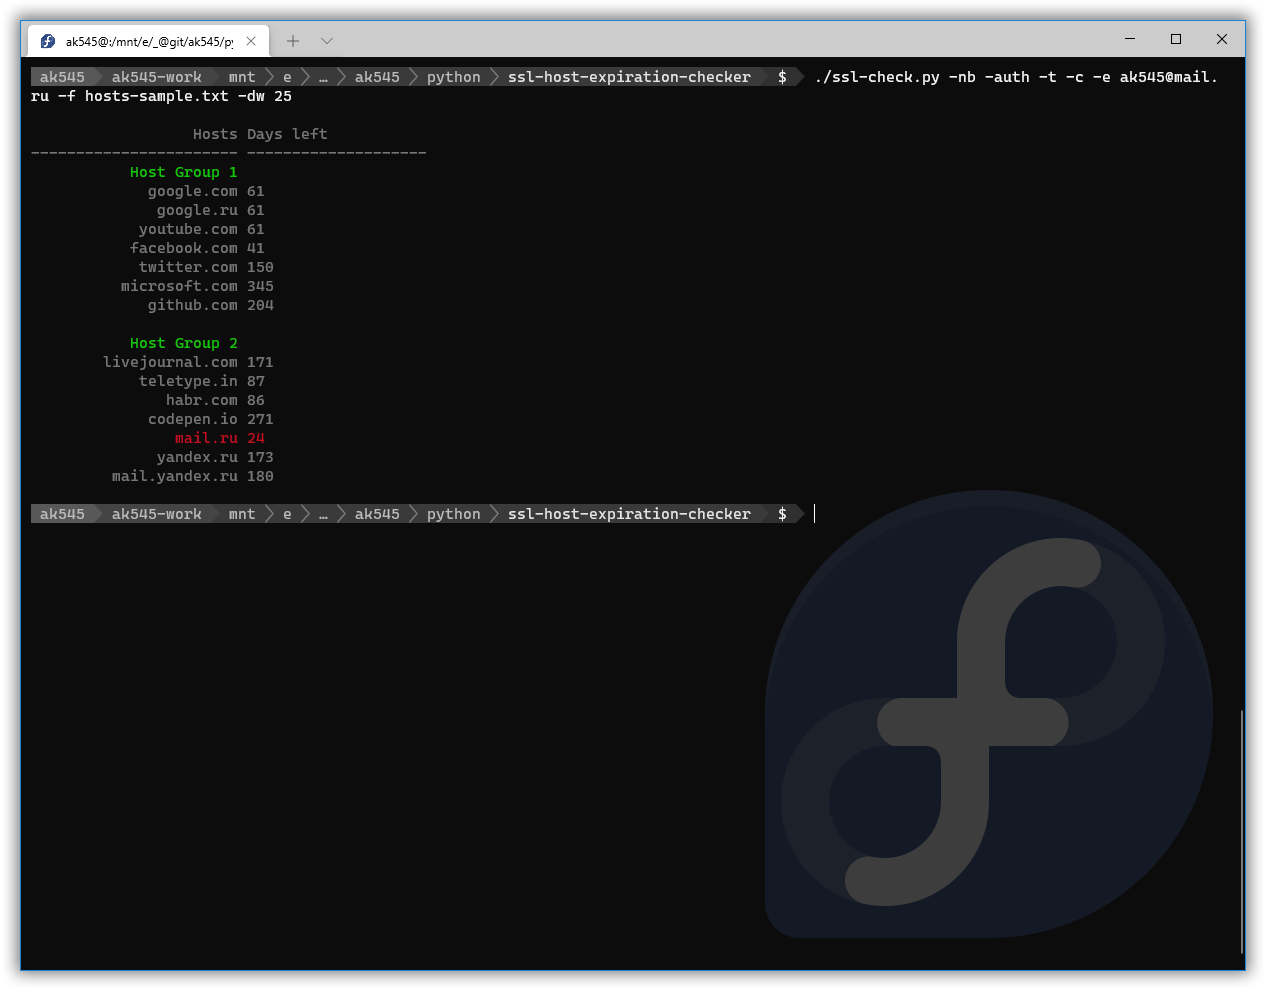 ak545@:/mnt/e/_@git/ak545/py
ak545 ak545-work mnt e … ak545 python ssl-host-expiration-checker $ ./ssl-check.py -nb -auth -t -c -e ak545@mail.
ru -f hosts-sample.txt -dw 25
Hosts Days left
----------------------- --------------------
Host Group 1
google.com 61
google.ru 61
youtube.com 61
facebook.com 41
twitter.com 150
microsoft.com 345
github.com 204
Host Group 2
livejournal.com 171
teletype.in 87
habr.com 86
codepen.io 271
mail.ru 24
yandex.ru 173
mail.yandex.ru 180
ak545 ak545-work mnt e … ak545 python ssl-host-expiration-checker $